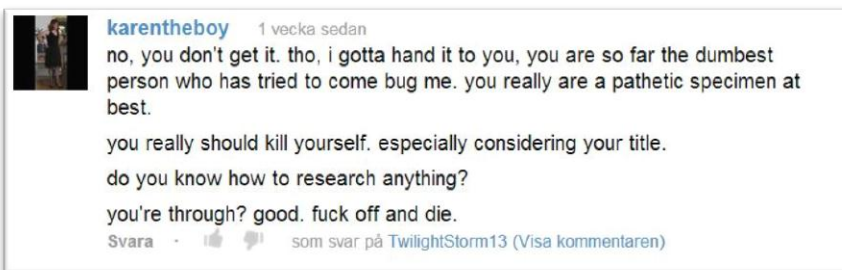 karentheboy 1 vecka sedan
no, you don't get it. tho, i gotta hand it to you, you are so far the dumbest
person who has tried to come bug me. you really are a pathetic specimen at
best.
you really should kill yourself. especially considering your title.
do you know how to research anything?
you're through? good. fuck off and die.
Svara · som svar på TwilightStorm13 (Visa kommentaren)